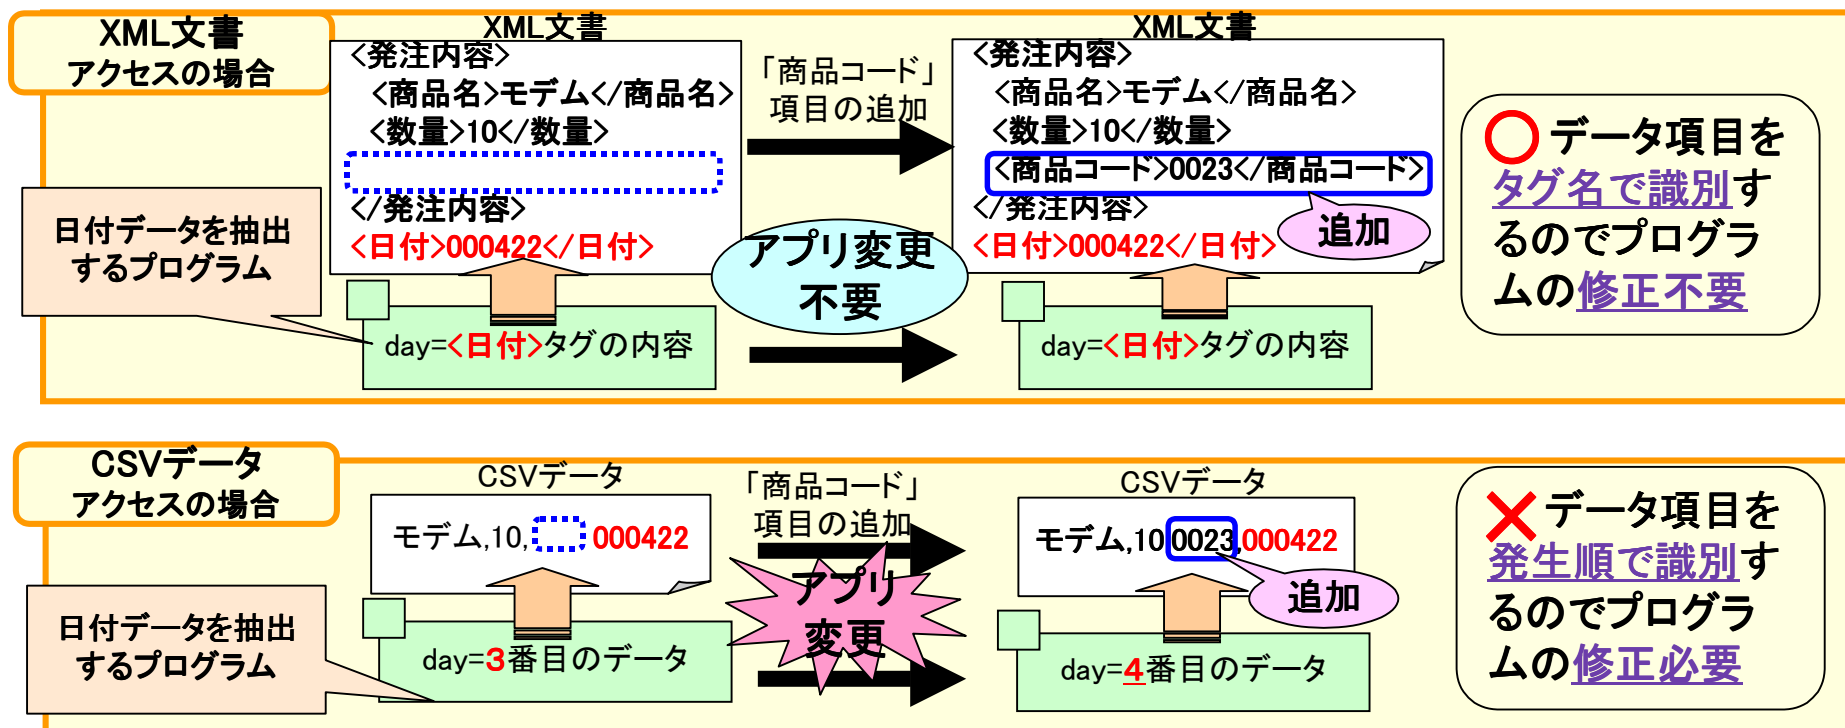 XML文書
アクセスの場合
XML文書
<発注内容>
<商品名>モデム</商品名>
<数量>10</数量>
</発注内容>
<日付>000422</日付>
「商品コード」
項目の追加
XML文書
<発注内容>
<商品名>モデム</商品名>
<数量>10</数量>
<商品コード>0023</商品コード>
</発注内容>
<日付>000422</日付>
追加
日付データを抽出
するプログラム
アプリ変更
不要
day=<日付>タグの内容
day=<日付>タグの内容
データ項目を
タグ名で識別す
るのでプログラ
ムの修正不要
CSVデータ
アクセスの場合
CSVデータ
モデム,10, 000422
「商品コード」
項目の追加
CSVデータ
モデム,10,0023,000422
追加
日付データを抽出
するプログラム
アプリ
変更
day=3番目のデータ
day=4番目のデータ
データ項目を
発生順で識別す
るのでプログラ
ムの修正必要